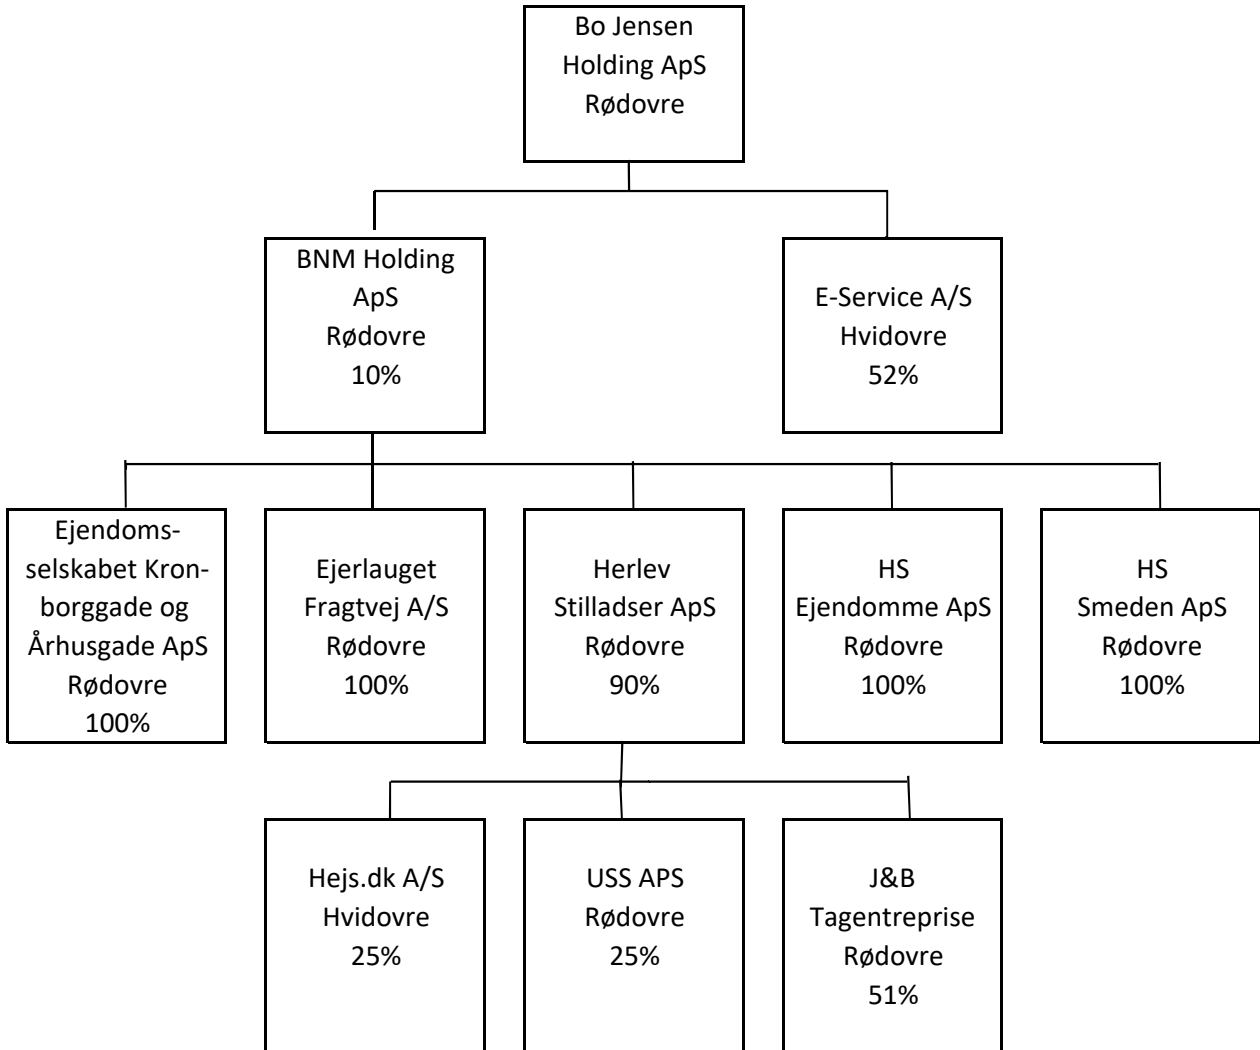 Bo Jensen
Holding ApS
Rødovre
BNM Holding
ApS
Rødovre
10%
E-Service A/S
Hvidovre
52%
Ejendoms-
selskabet Kron-
borggade og
Århusgade ApS
Rødovre
100%
Ejerlauget
Fragtvej A/S
Rødovre
100%
Herlev
Stilladser ApS
Rødovre
90%
HS
Ejendomme ApS
Rødovre
100%
HS
Smeden ApS
Rødovre
100%
Hejs.dk A/S
Hvidovre
25%
USS APS
Rødovre
25%
J&B
Tagentreprise
Rødovre
51%